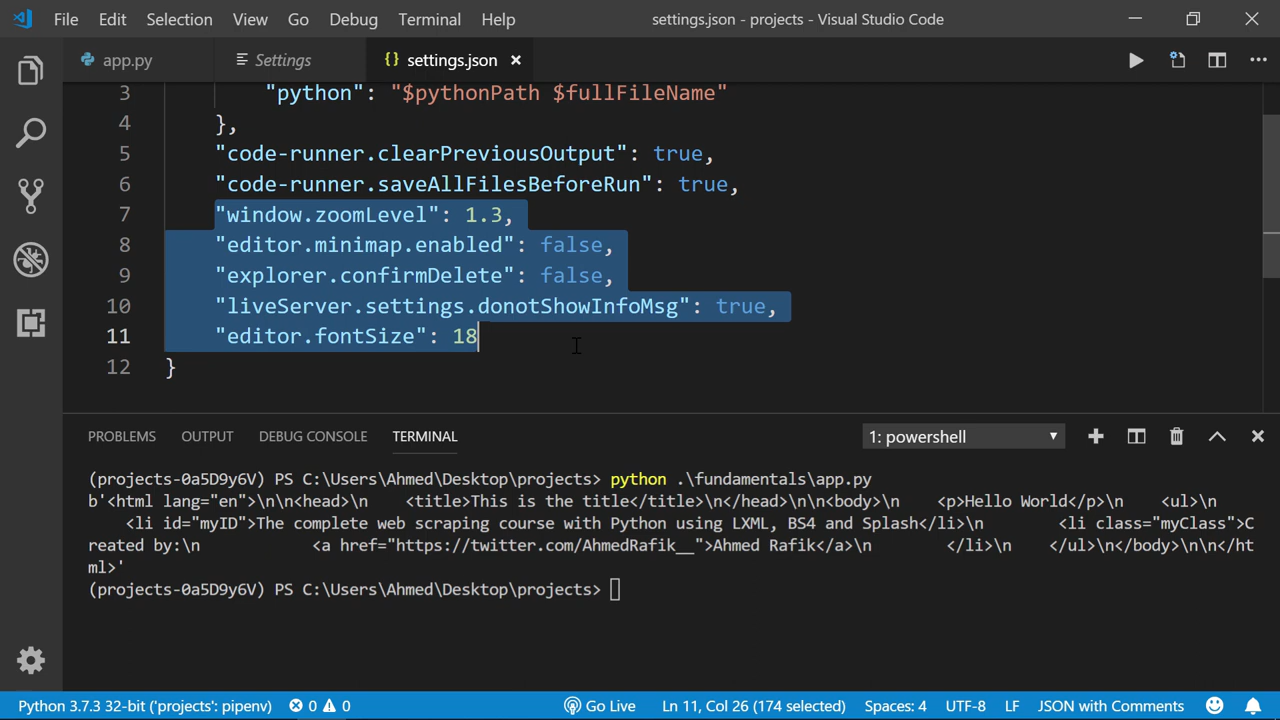 File Edit Selection View Go Debug Terminal Help settings.json - projects - Visual Studio Code
app.py Settings {} settings.json
3 "python": "$pythonPath $fullFileName"
4 },
5 "code-runner.clearPreviousOutput": true,
6 "code-runner.saveAllFilesBeforeRun": true,
7 "window.zoomLevel": 1.3,
8 "editor.minimap.enabled": false,
9 "explorer.confirmDelete": false,
10 "liveServer.settings.donotShowInfoMsg": true,
11 "editor.fontSize": 18
12 }
PROBLEMS OUTPUT DEBUG CONSOLE TERMINAL 1: powershell
(projects-0a5D9y6V) PS C:\Users\Ahmed\Desktop\projects> python .\fundamentals\app.py
b'<html lang="en">\n\n<head>\n    <title>This is the title</title>\n</head>\n\n<body>\n    <p>Hello World</p>\n    <ul>\n
    <li id="myID">The complete web scraping course with Python using LXML, BS4 and Splash</li>\n        <li class="myClass">C
reated by:\n            <a href="https://twitter.com/AhmedRafik__">Ahmed Rafik</a>\n        </li>\n    </ul>\n</body>\n\n</ht
ml>'
(projects-0a5D9y6V) PS C:\Users\Ahmed\Desktop\projects>
Python 3.7.3 32-bit ('projects': pipenv) 0 0 Go Live Ln 11, Col 26 (174 selected) Spaces: 4 UTF-8 LF JSON with Comments